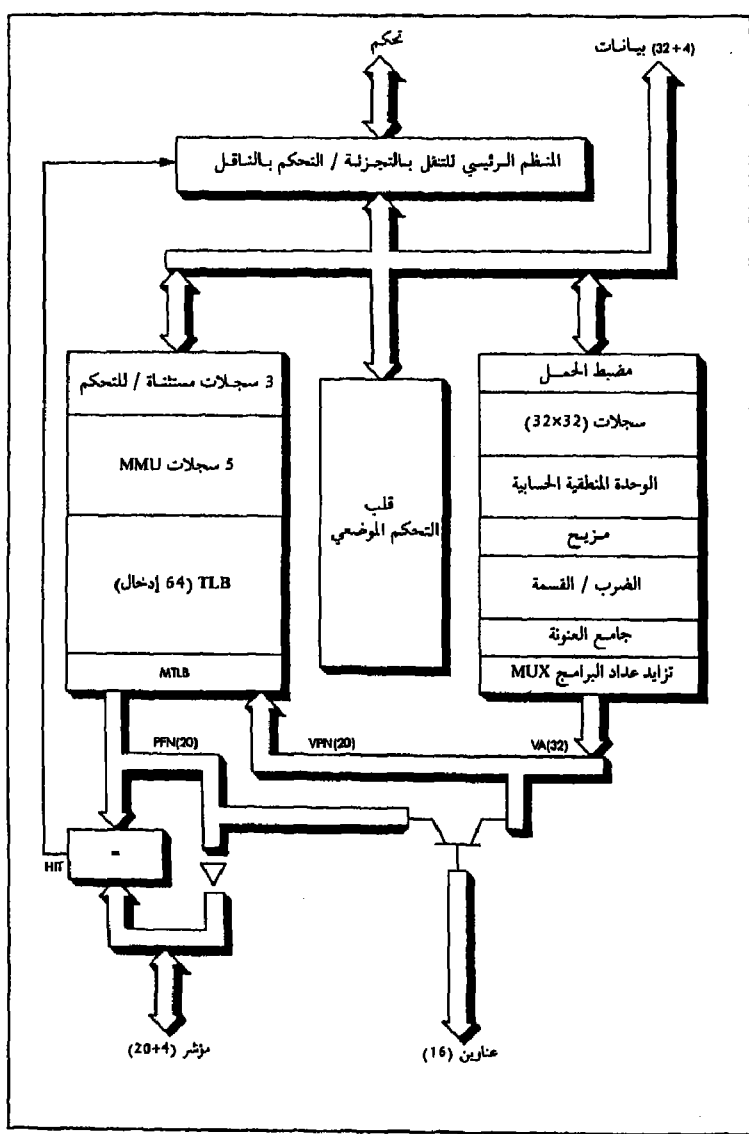 تحكم
بيانات (32+4)
المنظم الرئيسي للتنقل بالتجزئة / التحكم بالناقل
3 سجلات مستثناة / للتحكم
5 سجلات MMU
TLB (64 إدخال)
MTLB
قلب
التحكم الموضعي
مضبط الحمل
سجلات (32×32)
الوحدة المنطقية الحسابية
مزيح
الضرب / القسمة
جامع العنونة
تزايد عداد البرامج MUX
PFN(20)
VPN(20)
VA(32)
=
HIT
مؤشر (20+4)
عناوين (16)